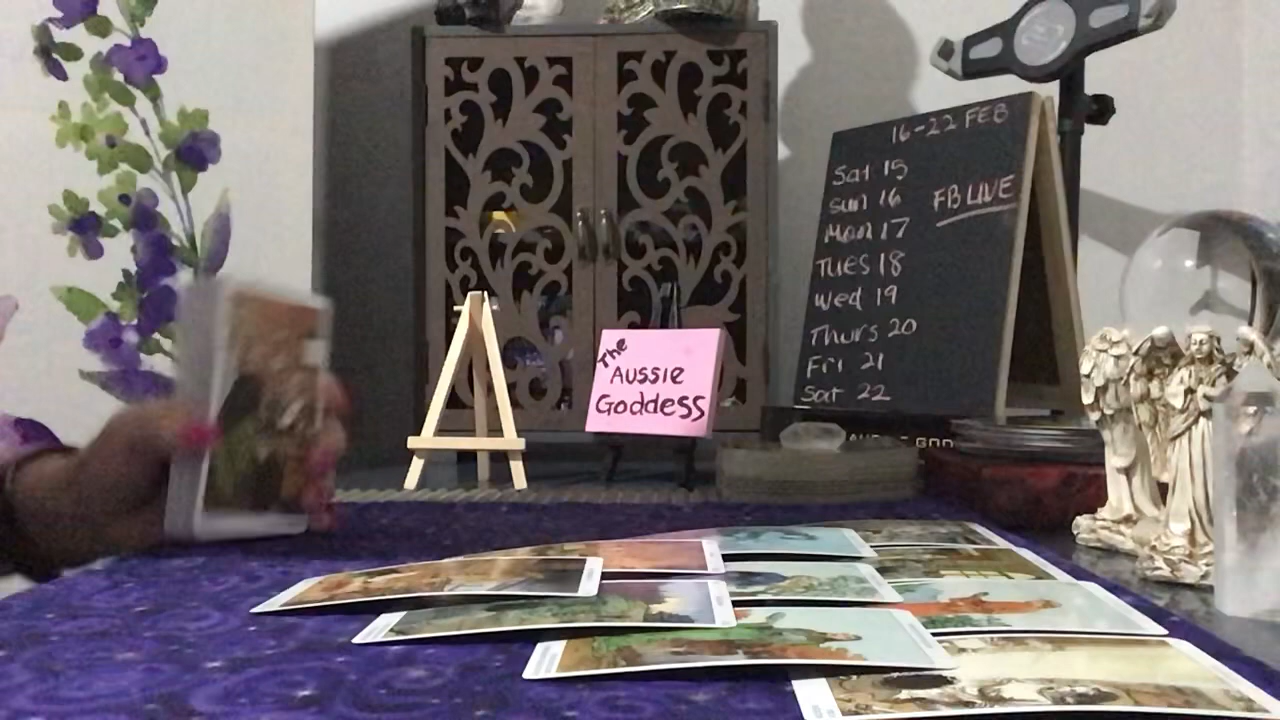 The
Aussie
Goddess
16-22 FEB
Sat 15
Sun 16
FB LIVE
Mon 17
Tues 18
Wed 19
Thurs 20
Fri 21
Sat 22